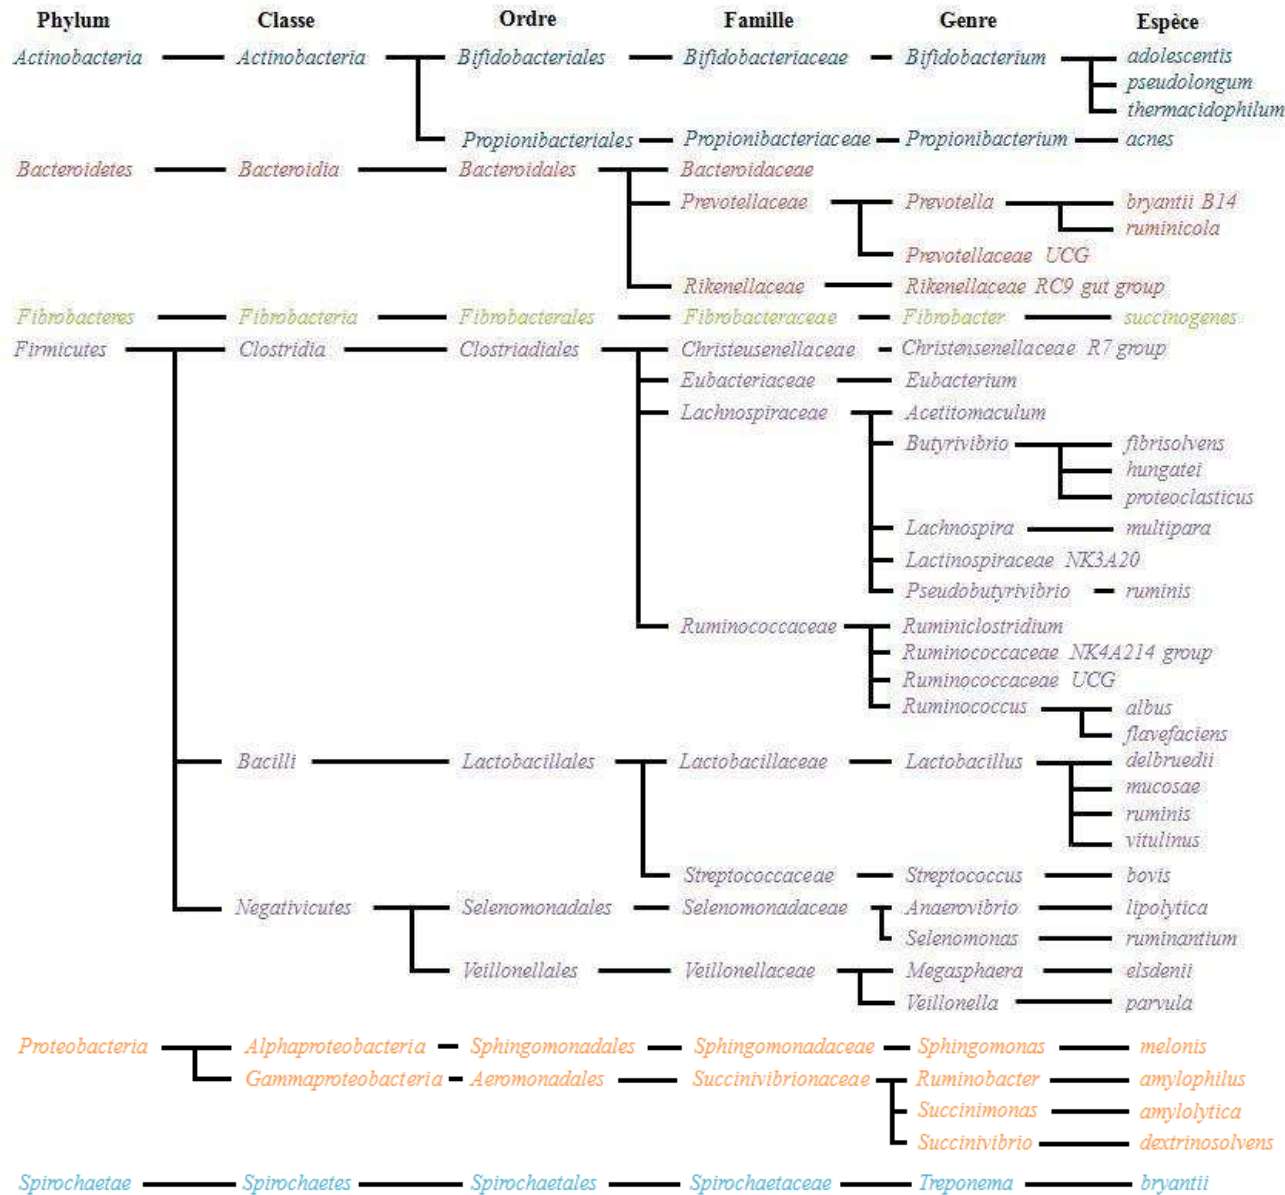 Phylum Classe Ordre Famille Genre Espèce
Actinobacteria Actinobacteria Bifidobacteriales Bifidobacteriaceae Bifidobacterium adolescentis
pseudolongum
thermacidophilum
Propionibacteriales Propionibacteriaceae Propionibacterium acnes
Bacteroidetes Bacteroidia Bacteroidales Bacteroidaceae
Prevotellaceae Prevotella bryantii B14
ruminicola
Prevotellaceae UCG
Rikenellaceae Rikenellaceae RC9 gut group
Fibrobacteres Fibrobacteria Fibrobacterales Fibrobacteraceae Fibrobacter succinogenes
Firmicutes Clostridia Clostriadiales Christeusenellaceae Christensenellaceae R7 group
Eubacteriaceae Eubacterium
Lachnospiraceae Acetitomaculum
Butyrivibrio fibrisolvens
hungatei
proteoclasticus
Lachnospira multipara
Lactinospiraceae NK3A20
Pseudobutyrivibrio ruminis
Ruminococcaceae Ruminiclostridium
Ruminococcaceae NK4A214 group
Ruminococcaceae UCG
Ruminococcus albus
flavefaciens
Bacilli Lactobacillales Lactobacillaceae Lactobacillus delbruedii
mucosae
ruminis
vitulinus
Streptococcaceae Streptococcus bovis
Negativicutes Selenomonadales Selenomonadaceae Anaerovibrio lipolytica
Selenomonas ruminantium
Veillonellales Veillonellaceae Megasphaera elsdenii
Veillonella parvula
Proteobacteria Alphaproteobacteria Sphingomonadales Sphingomonadaceae Sphingomonas melonis
Gammaproteobacteria Aeromonadales Succinivibrionaceae Ruminobacter amylophilus
Succinimonas amylolytica
Succinivibrio dextrinosolvens
Spirochaetae Spirochaetes Spirochaetales Spirochaetaceae Treponema bryantii